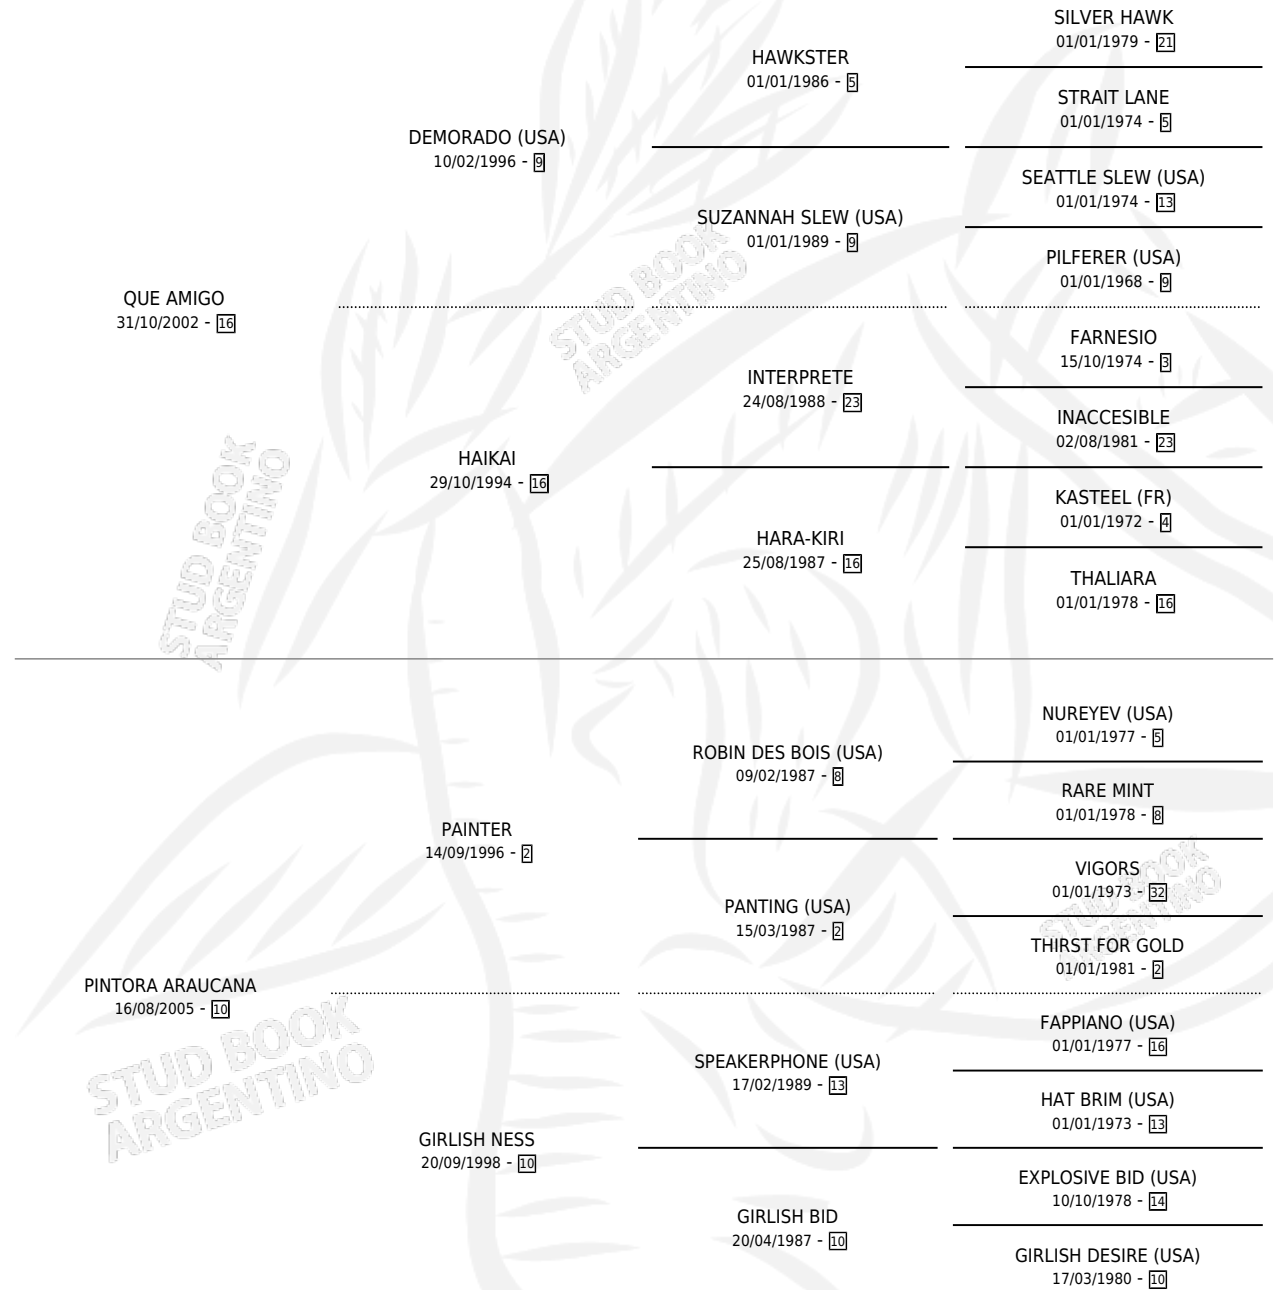 SILVER HAWK
01/01/1979 - 21
HAWKSTER
01/01/1986 - 5
STRAIT LANE
01/01/1974 - 5
DEMORADO (USA)
10/02/1996 - 9
SEATTLE SLEW (USA)
01/01/1974 - 13
SUZANNAH SLEW (USA)
01/01/1989 - 9
PILFERER (USA)
01/01/1968 - 9
QUE AMIGO
31/10/2002 - 16
FARNESIO
15/10/1974 - 3
INTERPRETE
24/08/1988 - 23
INACCESIBLE
02/08/1981 - 23
HAIKAI
29/10/1994 - 16
KASTEEL (FR)
01/01/1972 - 4
HARA-KIRI
25/08/1987 - 16
THALIARA
01/01/1978 - 16
NUREYEV (USA)
01/01/1977 - 5
ROBIN DES BOIS (USA)
09/02/1987 - 8
RARE MINT
01/01/1978 - 8
PAINTER
14/09/1996 - 2
VIGORS
01/01/1973 - 32
PANTING (USA)
15/03/1987 - 2
THIRST FOR GOLD
01/01/1981 - 2
PINTORA ARAUCANA
16/08/2005 - 10
FAPPIANO (USA)
01/01/1977 - 16
SPEAKERPHONE (USA)
17/02/1989 - 13
HAT BRIM (USA)
01/01/1973 - 13
GIRLISH NESS
20/09/1998 - 10
EXPLOSIVE BID (USA)
10/10/1978 - 14
GIRLISH BID
20/04/1987 - 10
GIRLISH DESIRE (USA)
17/03/1980 - 10
STUD BOOK
ARGENTINO
STUD BOOK
ARGENTINO
STUD BOOK
ARGENTINO
STUD BOOK
ARGENTINO